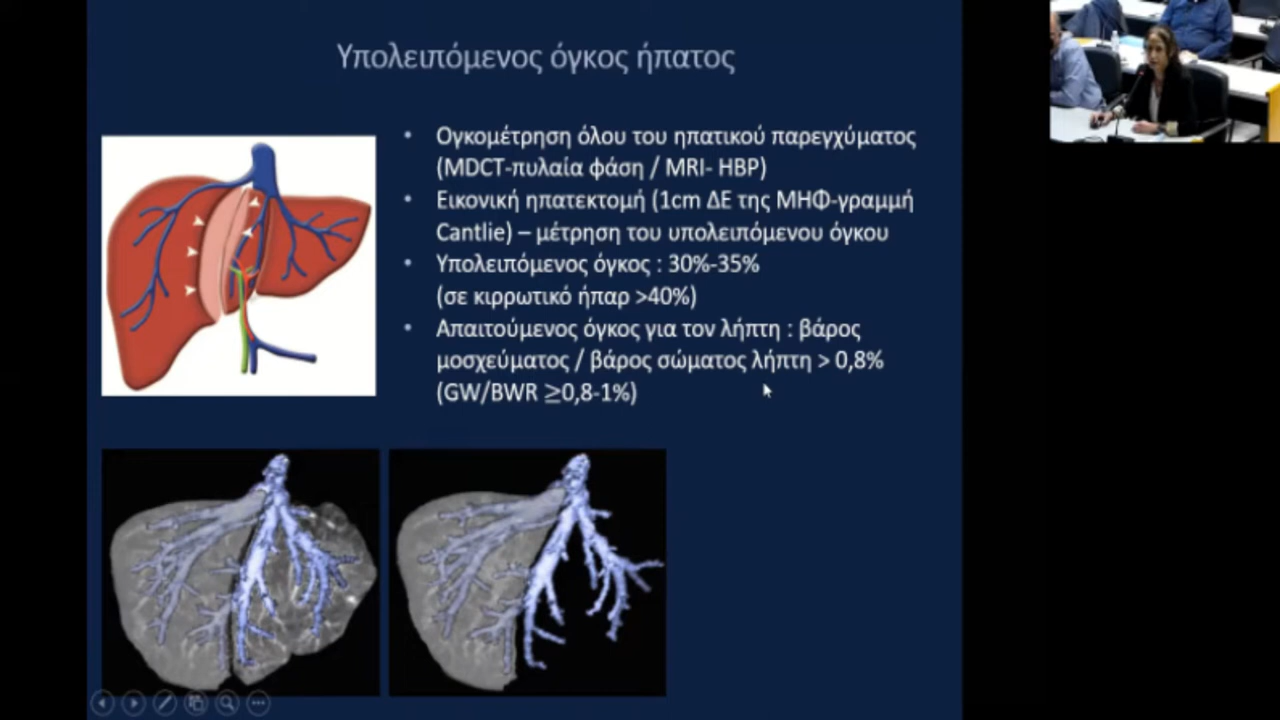 Υπολειπόμενος όγκος ήπατος
• Ογκομέτρηση όλου του ηπατικού παρεγχύματος
(MDCT-πυλαία φάση / MRI- HBP)
• Εικονική ηπατεκτομή (1cm ΔΕ της ΜΗΦ-γραμμή
Cantlie) – μέτρηση του υπολειπόμενου όγκου
• Υπολειπόμενος όγκος : 30%-35%
(σε κιρρωτικό ήπαρ >40%)
• Απαιτούμενος όγκος για τον λήπτη : βάρος
μοσχεύματος / βάρος σώματος λήπτη > 0,8%
(GW/BWR ≥0,8-1%)